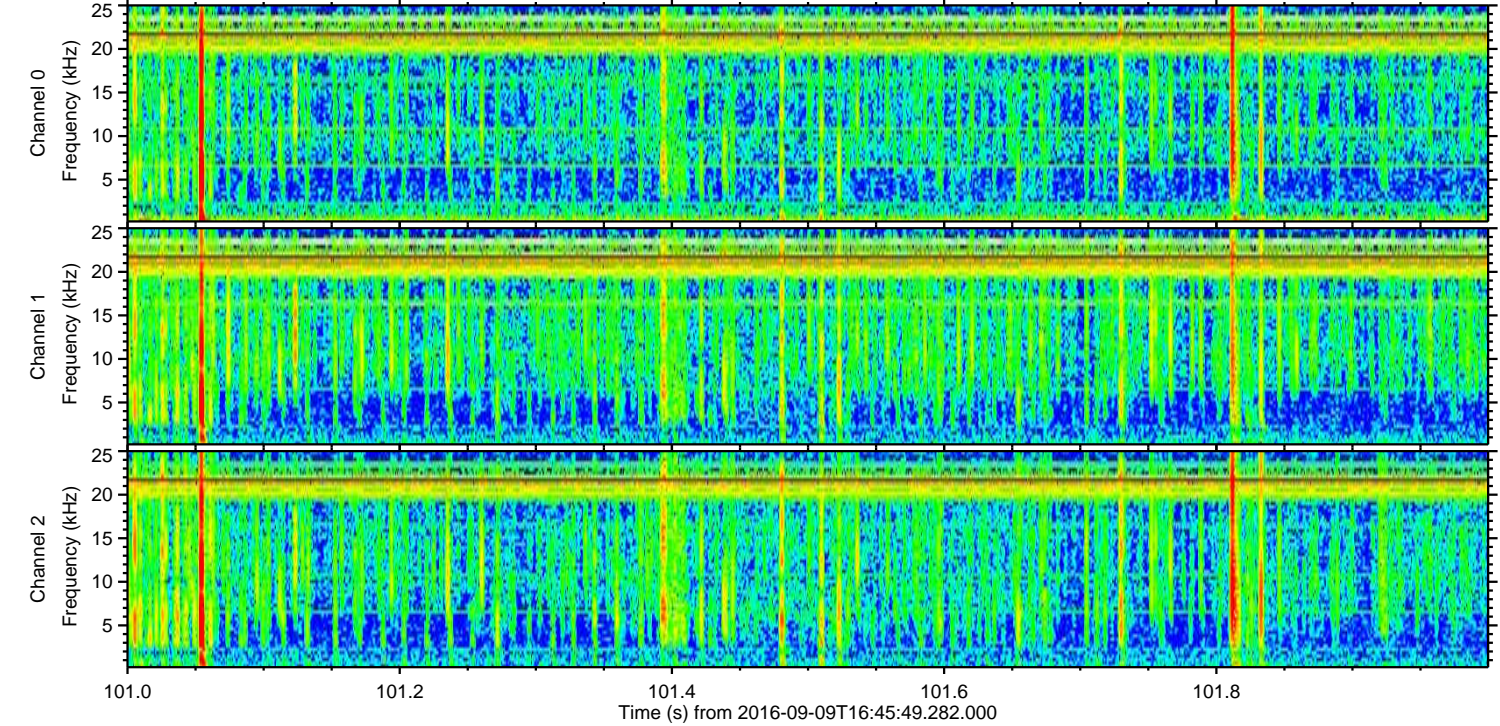 25
20
15
10
5
Channel 0
Frequency (kHz)
25
20
15
10
5
Channel 1
Frequency (kHz)
25
20
15
10
5
Channel 2
Frequency (kHz)
101.0 101.2 101.4 101.6 101.8
Time (s) from 2016-09-09T16:45:49.282.000